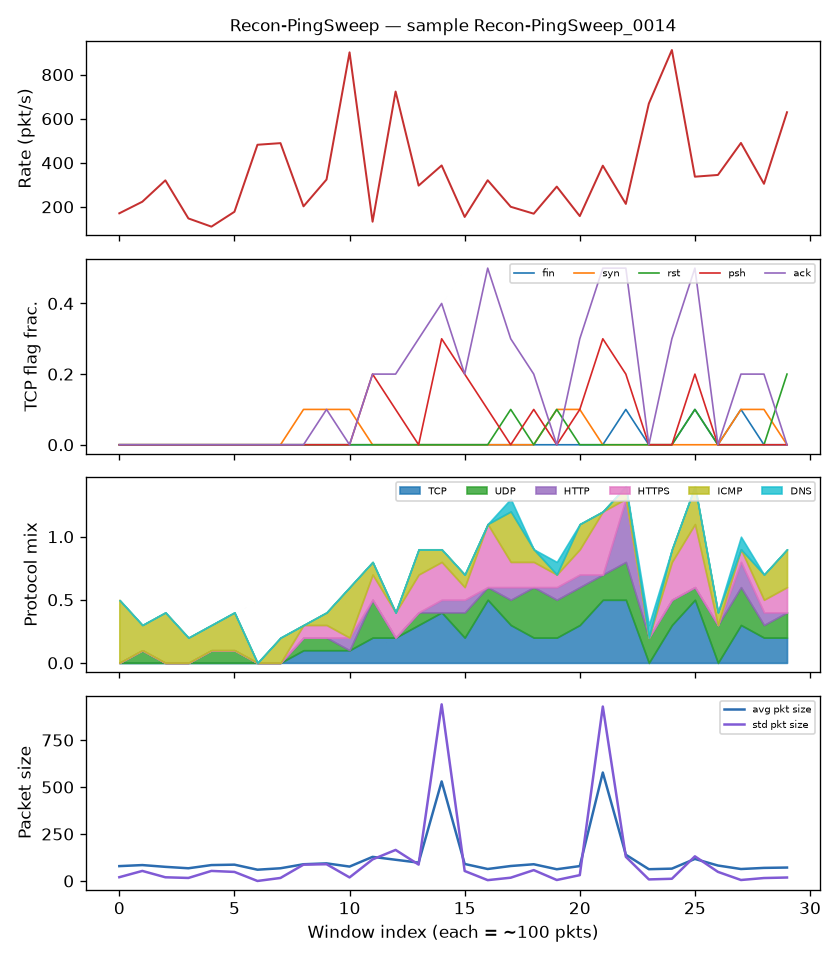 Recon-PingSweep — sample Recon-PingSweep_0014
Rate (pkt/s)
800
600
400
200
TCP flag frac.
fin syn rst psh ack
0.4
0.2
0.0
Protocol mix
TCP UDP HTTP HTTPS ICMP DNS
1.0
0.5
0.0
Packet size
avg pkt size
std pkt size
750
500
250
0
0 5 10 15 20 25 30
Window index (each = ~100 pkts)